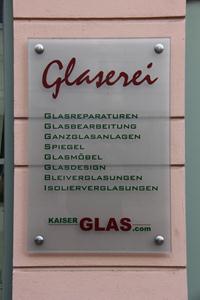 Glaserei
Glasreparaturen
Glasbearbeitung
Ganzglasanlagen
Spiegel
Glasmöbel
Glasdesign
Bleiverglasungen
Isolierverglasungen
KAISER GLAS.com